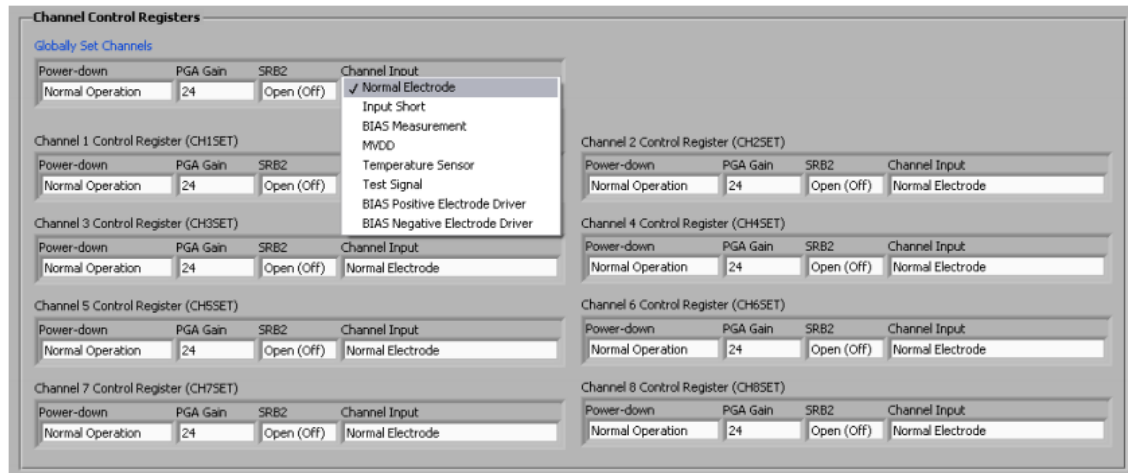 Channel Control Registers
Globally Set Channels
Power-down PGA Gain SRB2 Channel Input
Normal Operation 24 Open (Off)
✓ Normal Electrode
Input Short
BIAS Measurement
MVDD
Temperature Sensor
Test Signal
BIAS Positive Electrode Driver
BIAS Negative Electrode Driver
Channel 1 Control Register (CH1SET)
Power-down PGA Gain SRB2
Normal Operation 24 Open (Off)
Channel 2 Control Register (CH2SET)
Power-down PGA Gain SRB2 Channel Input
Normal Operation 24 Open (Off) Normal Electrode
Channel 3 Control Register (CH3SET)
Power-down PGA Gain SRB2 Channel Input
Normal Operation 24 Open (Off) Normal Electrode
Channel 4 Control Register (CH4SET)
Power-down PGA Gain SRB2 Channel Input
Normal Operation 24 Open (Off) Normal Electrode
Channel 5 Control Register (CH5SET)
Power-down PGA Gain SRB2 Channel Input
Normal Operation 24 Open (Off) Normal Electrode
Channel 6 Control Register (CH6SET)
Power-down PGA Gain SRB2 Channel Input
Normal Operation 24 Open (Off) Normal Electrode
Channel 7 Control Register (CH7SET)
Power-down PGA Gain SRB2 Channel Input
Normal Operation 24 Open (Off) Normal Electrode
Channel 8 Control Register (CH8SET)
Power-down PGA Gain SRB2 Channel Input
Normal Operation 24 Open (Off) Normal Electrode